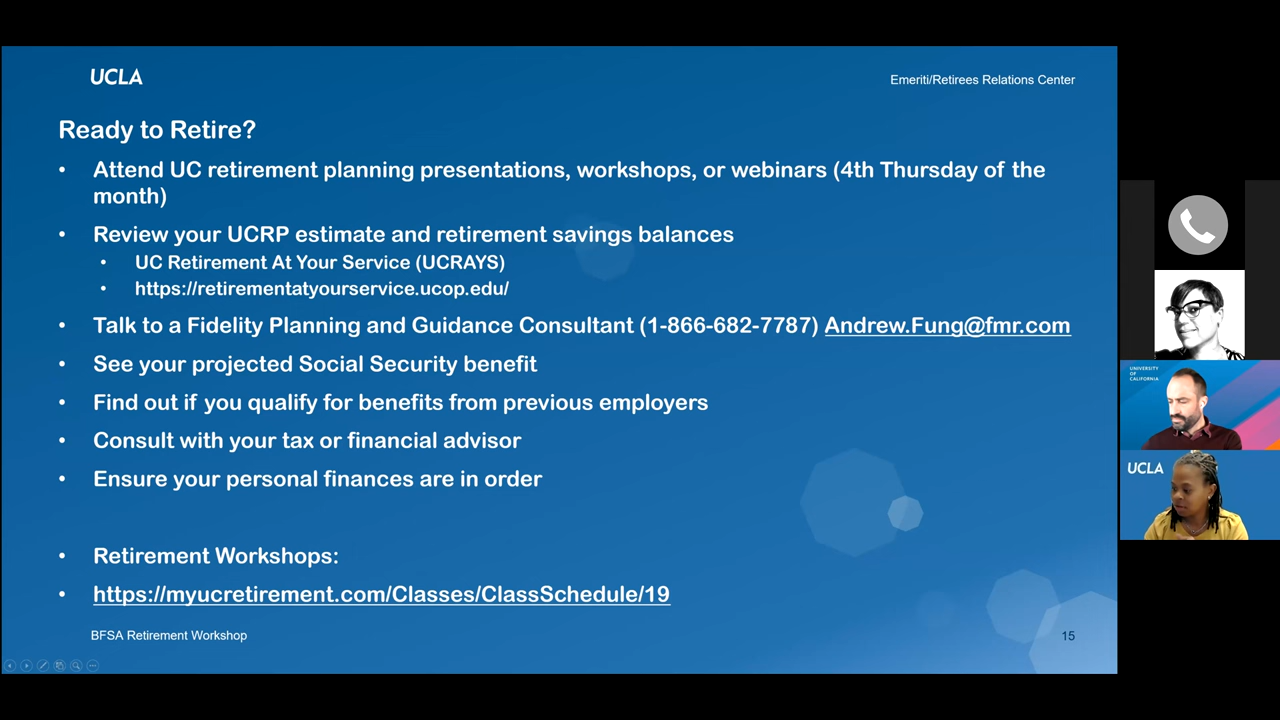 UCLA
Emeriti/Retirees Relations Center
Ready to Retire?
• Attend UC retirement planning presentations, workshops, or webinars (4th Thursday of the
month)
• Review your UCRP estimate and retirement savings balances
• UC Retirement At Your Service (UCRAYS)
• https://retirementatyourservice.ucop.edu/
• Talk to a Fidelity Planning and Guidance Consultant (1-866-682-7787) Andrew.Fung@fmr.com
• See your projected Social Security benefit
• Find out if you qualify for benefits from previous employers
• Consult with your tax or financial advisor
• Ensure your personal finances are in order
• Retirement Workshops:
• https://myucretirement.com/Classes/ClassSchedule/19
BFSA Retirement Workshop
15
UNIVERSITY
OF
CALIFORNIA
UCLA